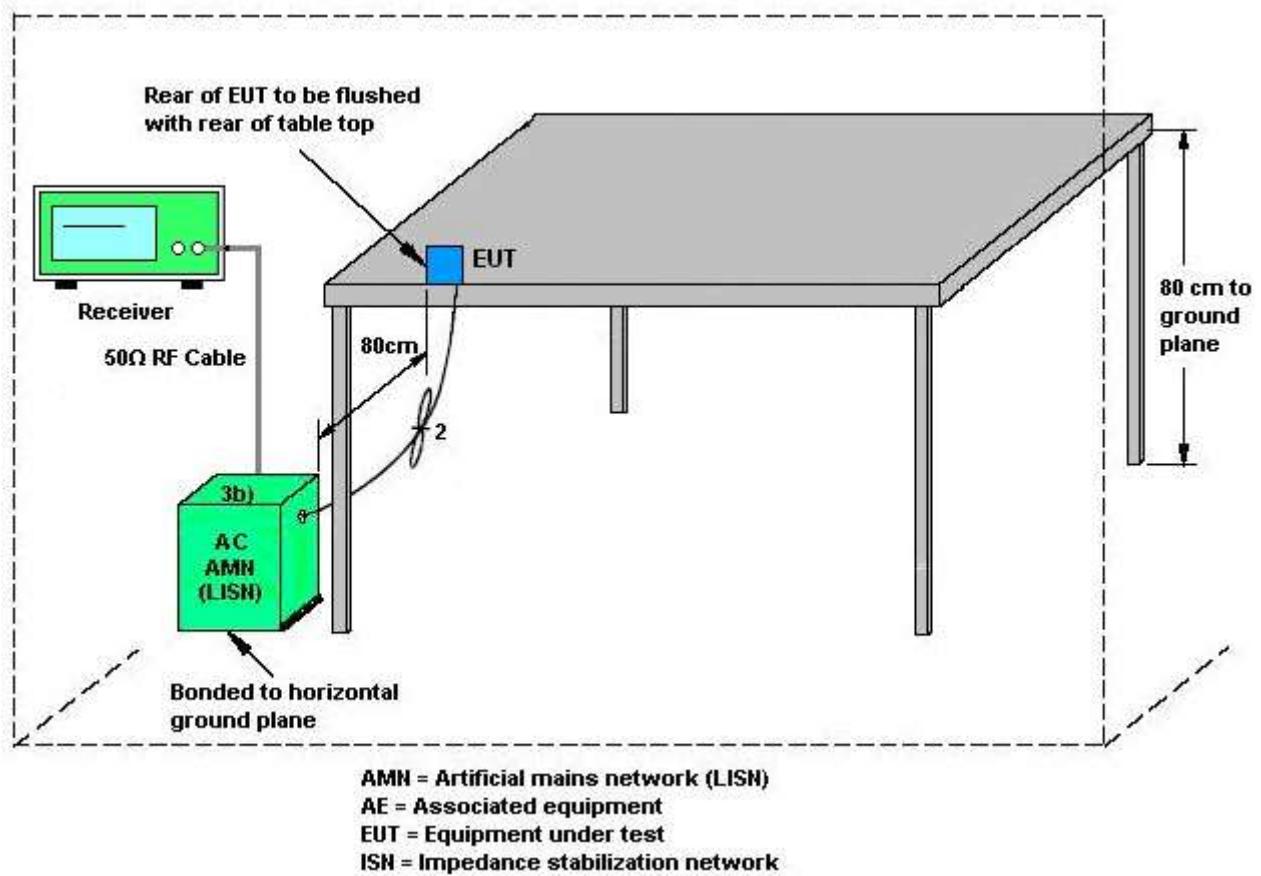 Rear of EUT to be flushed
with rear of table top
EUT
Receiver
50Ω RF Cable
80cm
80 cm to
ground
plane
2
3b)
AC
AMN
(LISN)
Bonded to horizontal
ground plane
AMN = Artificial mains network (LISN)
AE = Associated equipment
EUT = Equipment under test
ISN = Impedance stabilization network